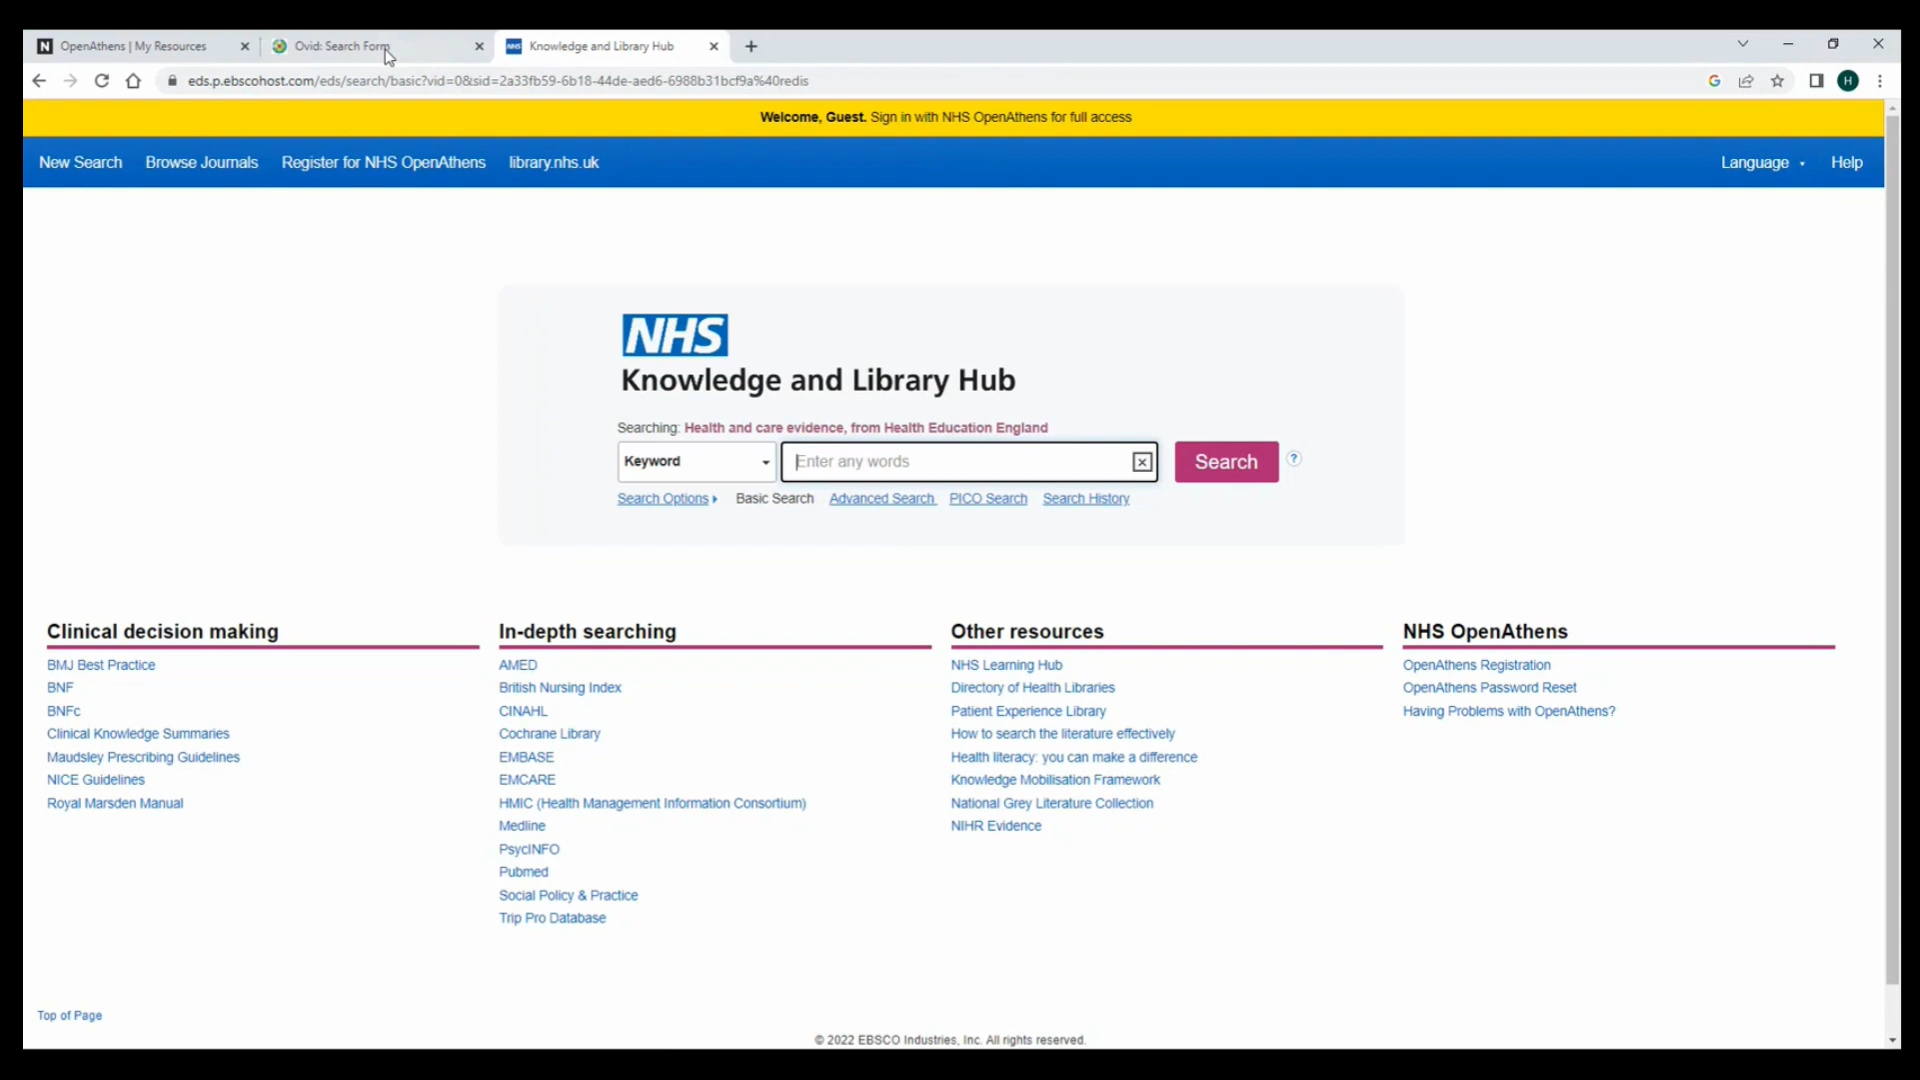 OpenAthens | My Resources
Ovid: Search Form
NHS Knowledge and Library Hub
eds.p.ebscohost.com/eds/search/basic?vid=0&sid=2a33fb59-6b18-44de-aed6-6988b31bcf9a%40redis
H
Welcome, Guest. Sign in with NHS OpenAthens for full access
New Search Browse Journals Register for NHS OpenAthens library.nhs.uk Language Help
NHS
Knowledge and Library Hub
Searching: Health and care evidence, from Health Education England
Keyword Enter any words Search ?
Search Options Basic Search Advanced Search PICO Search Search History
Clinical decision making
BMJ Best Practice
BNF
BNFc
Clinical Knowledge Summaries
Maudsley Prescribing Guidelines
NICE Guidelines
Royal Marsden Manual
In-depth searching
AMED
British Nursing Index
CINAHL
Cochrane Library
EMBASE
EMCARE
HMIC (Health Management Information Consortium)
Medline
PsycINFO
Pubmed
Social Policy & Practice
Trip Pro Database
Other resources
NHS Learning Hub
Directory of Health Libraries
Patient Experience Library
How to search the literature effectively
Health literacy: you can make a difference
Knowledge Mobilisation Framework
National Grey Literature Collection
NIHR Evidence
NHS OpenAthens
OpenAthens Registration
OpenAthens Password Reset
Having Problems with OpenAthens?
Top of Page
© 2022 EBSCO Industries, Inc. All rights reserved.